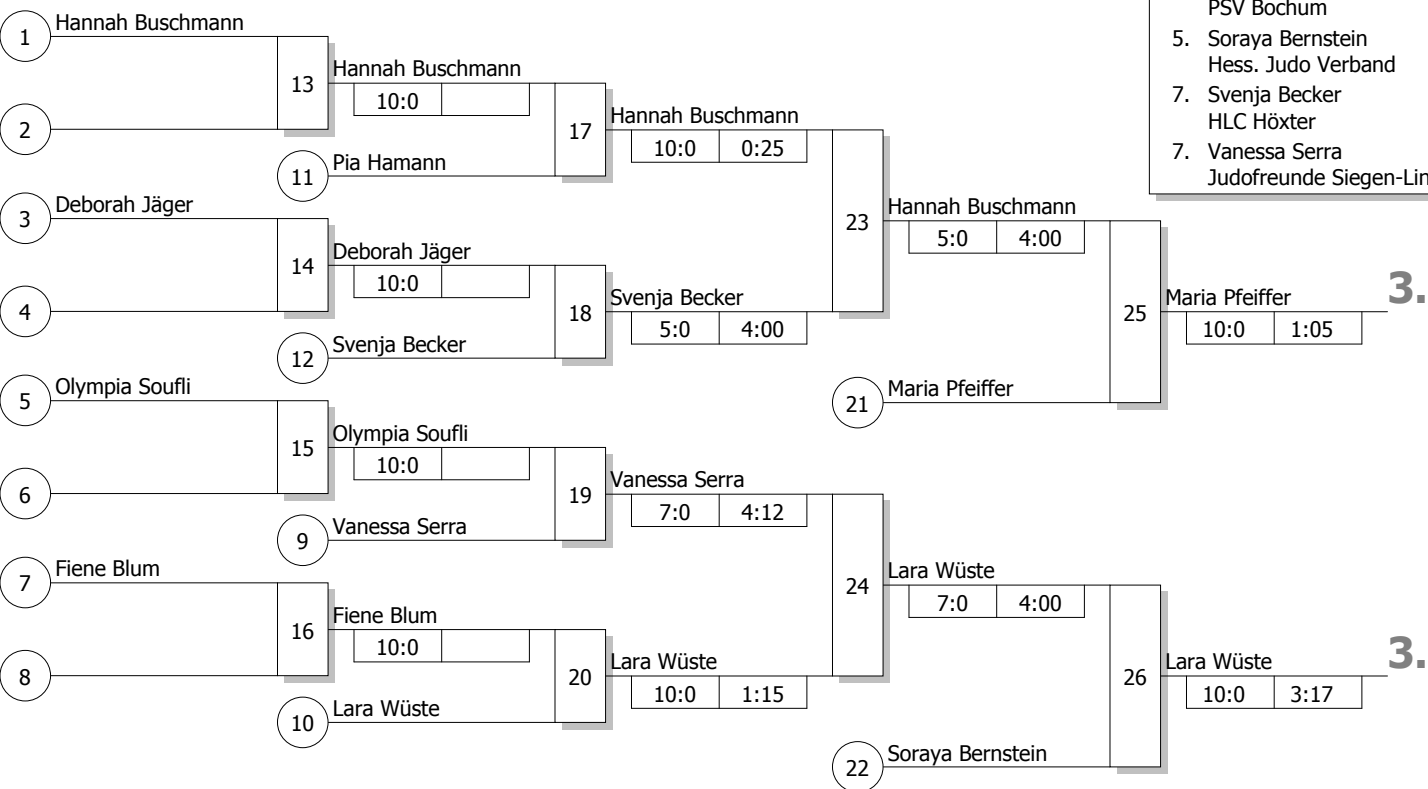 PSV Bochum
5. Soraya Bernstein
Hess. Judo Verband
7. Svenja Becker
HLC Höxter
7. Vanessa Serra
Judofreunde Siegen-Lin
1 Hannah Buschmann
2
13 Hannah Buschmann
10:0
11 Pia Hamann
17 Hannah Buschmann
10:0 0:25
3 Deborah Jäger
4
14 Deborah Jäger
10:0
12 Svenja Becker
18 Svenja Becker
5:0 4:00
23 Hannah Buschmann
5:0 4:00
21 Maria Pfeiffer
25 Maria Pfeiffer
10:0 1:05
3.
5 Olympia Soufli
6
15 Olympia Soufli
10:0
9 Vanessa Serra
19 Vanessa Serra
7:0 4:12
7 Fiene Blum
8
16 Fiene Blum
10:0
10 Lara Wüste
20 Lara Wüste
10:0 1:15
24 Lara Wüste
7:0 4:00
22 Soraya Bernstein
26 Lara Wüste
10:0 3:17
3.